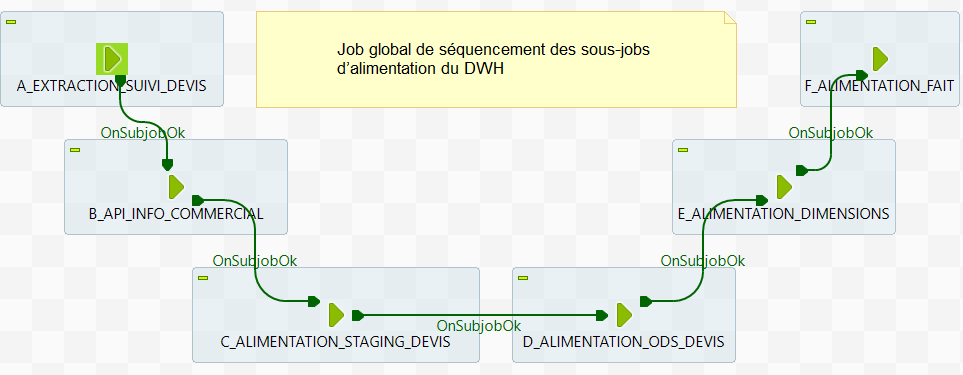 Job global de séquencement des sous-jobs
d’alimentation du DWH
A_EXTRACTION_SUIVI_DEVIS
F_ALIMENTATION_FAIT
OnSubjobOk
OnSubjobOk
B_API_INFO_COMMERCIAL
E_ALIMENTATION_DIMENSIONS
OnSubjobOk
OnSubjobOk
OnSubjobOk
C_ALIMENTATION_STAGING_DEVIS
D_ALIMENTATION_ODS_DEVIS